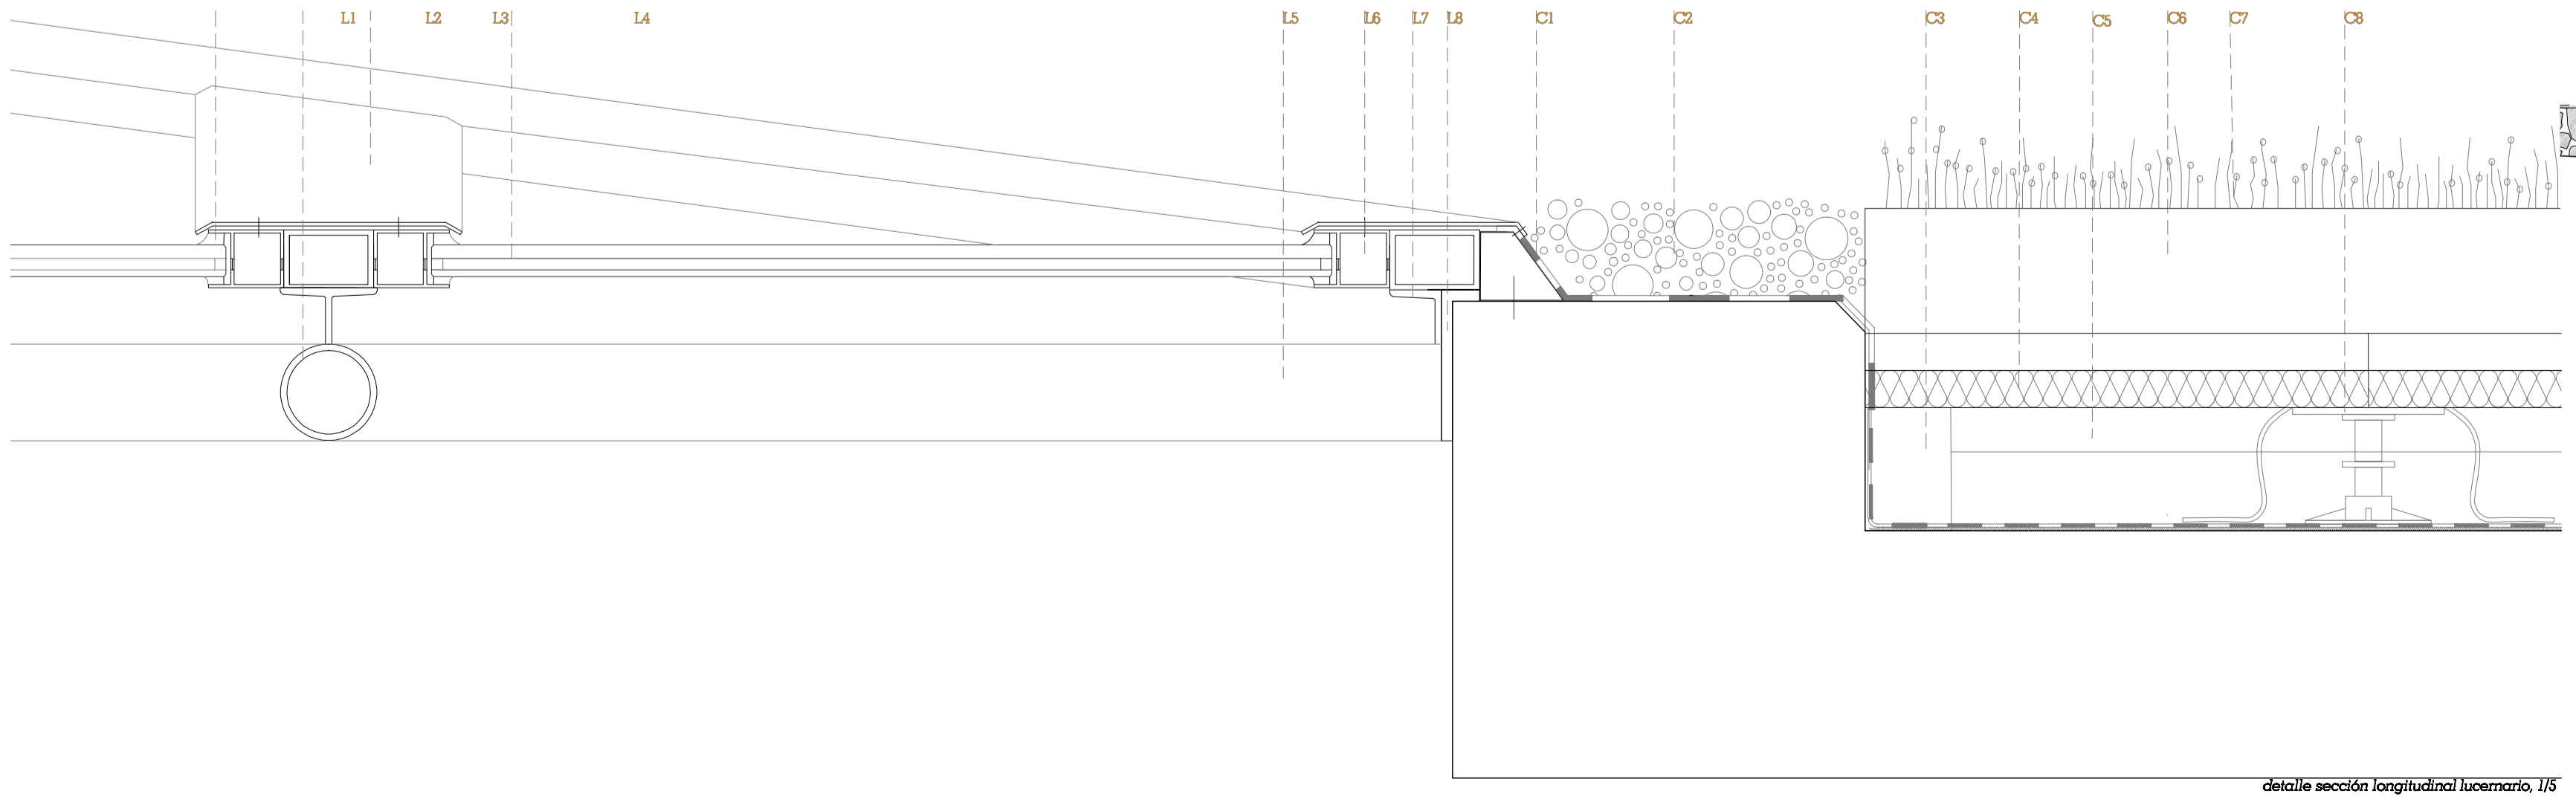 L1 L2 L3 L4 L5 L6 L7 L8 C1 C2 C3 C4 C5 C6 C7 C8
detalle sección longitudinal lucernario, 1/5